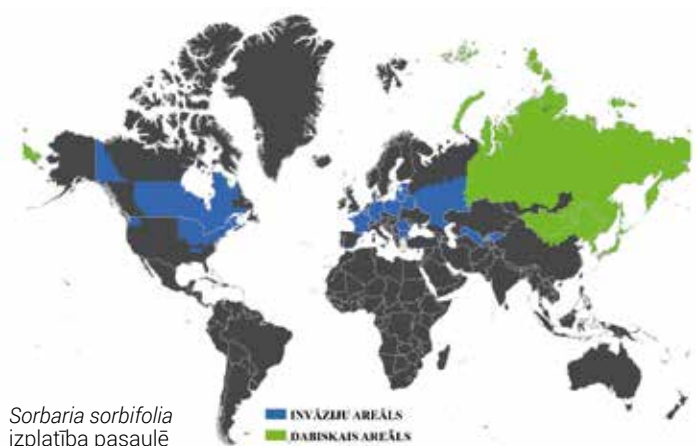 Sorbaria sorbifolia
izplatība pasaulē
INVĀZIJU AREĀLS
DABISKAIS AREĀLS